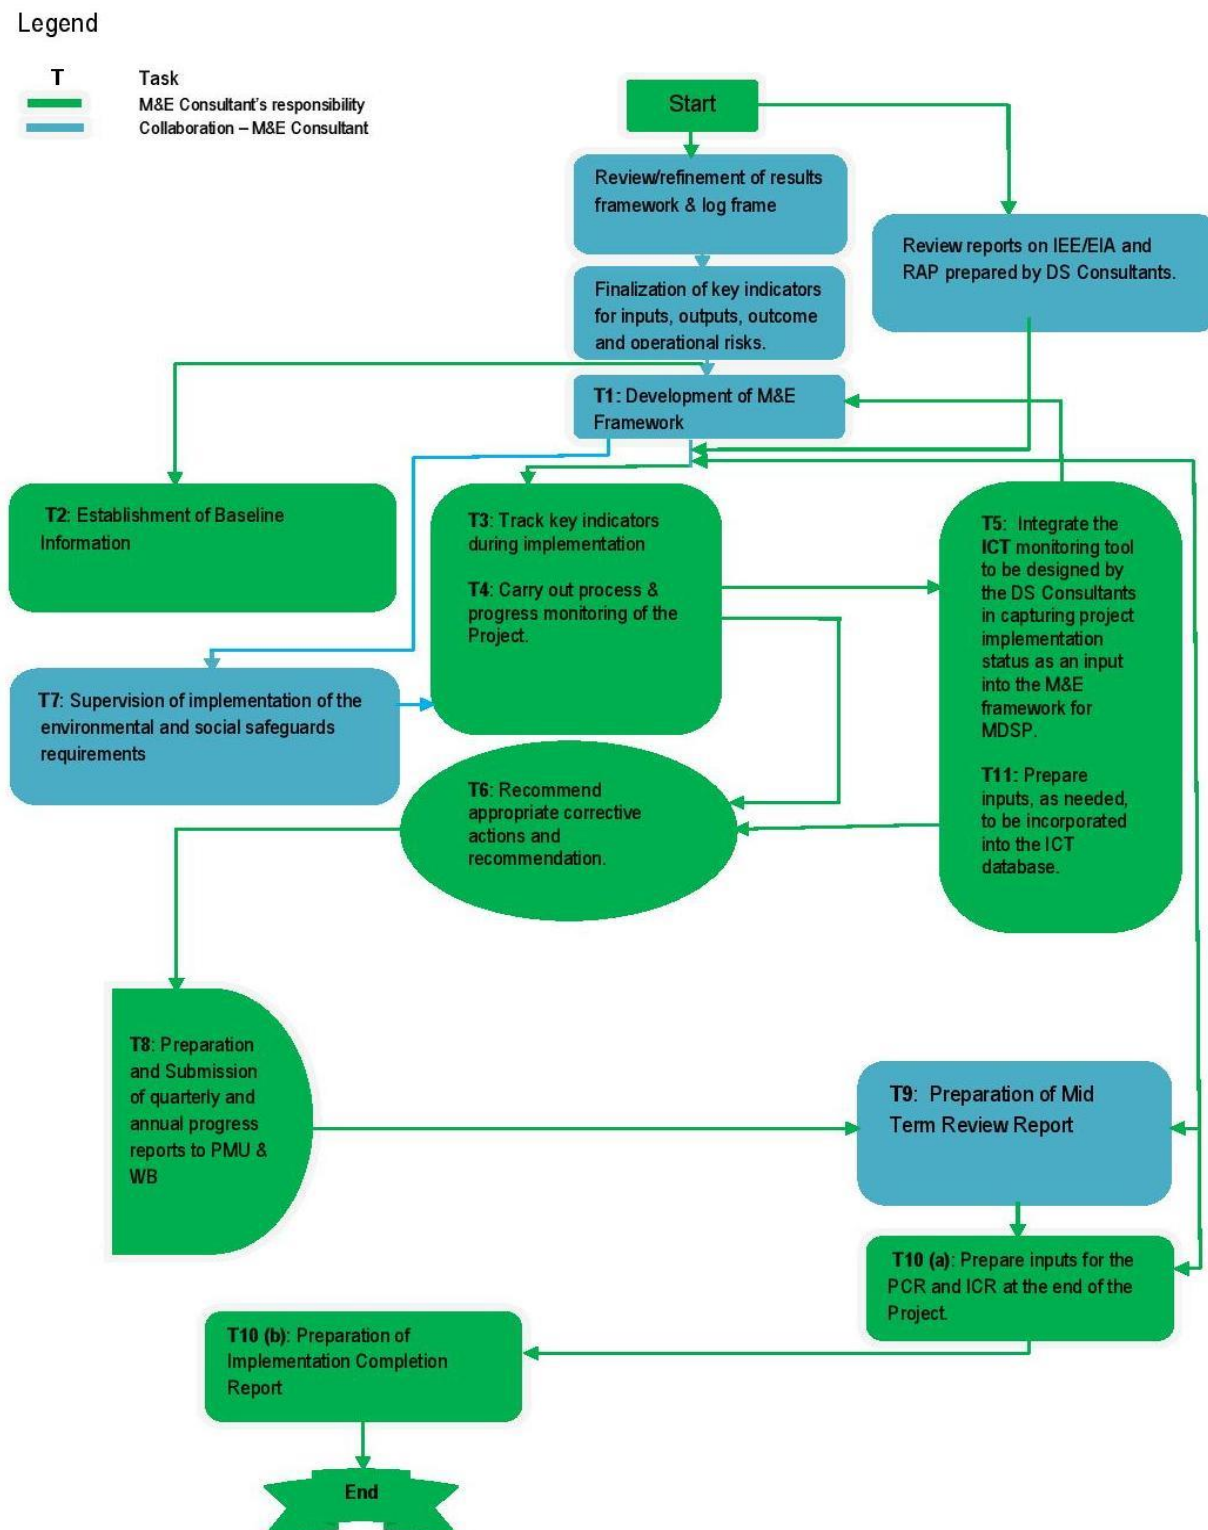 Legend
T Task
M&E Consultant's responsibility
Collaboration – M&E Consultant
Start
Review/refinement of results
framework & log frame
Review reports on IEE/EIA and
RAP prepared by DS Consultants.
Finalization of key indicators
for inputs, outputs, outcome
and operational risks.
T1: Development of M&E
Framework
T2: Establishment of Baseline
Information
T3: Track key indicators
during implementation
T4: Carry out process &
progress monitoring of the
Project.
T5: Integrate the
ICT monitoring tool
to be designed by
the DS Consultants
in capturing project
implementation
status as an input
into the M&E
framework for
MDSP.
T11: Prepare
inputs, as needed,
to be incorporated
into the ICT
database.
T7: Supervision of implementation of the
environmental and social safeguards
requirements
T6: Recommend
appropriate corrective
actions and
recommendation.
T8: Preparation
and Submission
of quarterly and
annual progress
reports to PMU &
WB
T9: Preparation of Mid
Term Review Report
T10 (a): Prepare inputs for the
PCR and ICR at the end of the
Project.
T10 (b): Preparation of
Implementation Completion
Report
End